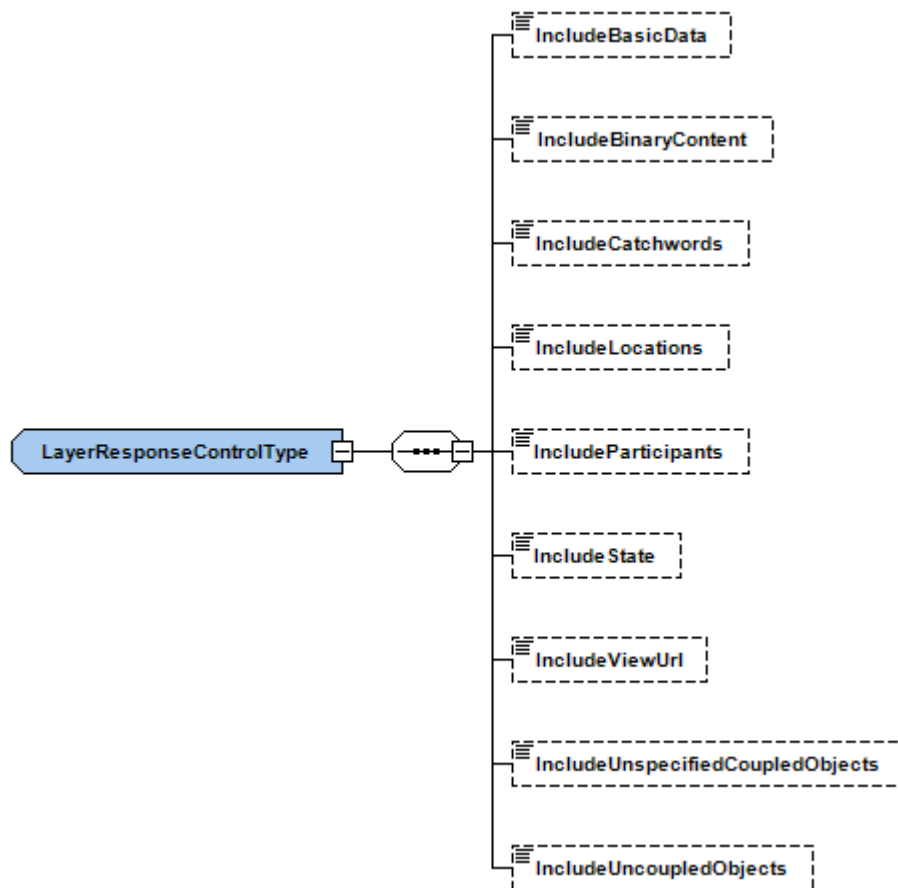 IncludeBasicData
IncludeBinaryContent
IncludeCatchwords
IncludeLocations
LayerResponseControlType
IncludeParticipants
IncludeState
IncludeViewUrl
IncludeUnspecifiedCoupledObjects
IncludeUncoupledObjects